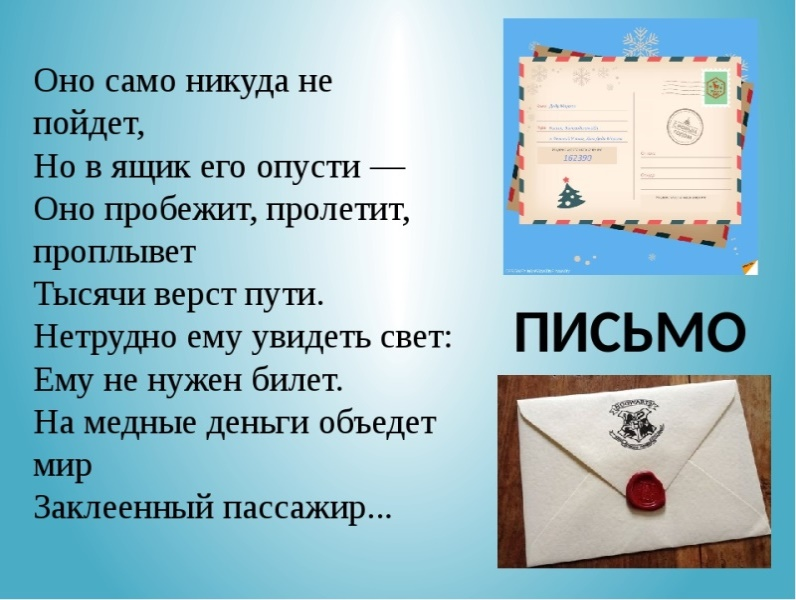 Оно само никуда не
пойдет,
Но в ящик его опусти —
Оно пробежит, пролетит,
проплывет
Тысячи верст пути.
Нетрудно ему увидеть свет:
Ему не нужен билет.
На медные деньги объедет
мир
Заклеенный пассажир...
162390
ПИСЬМО
HOGWARTS